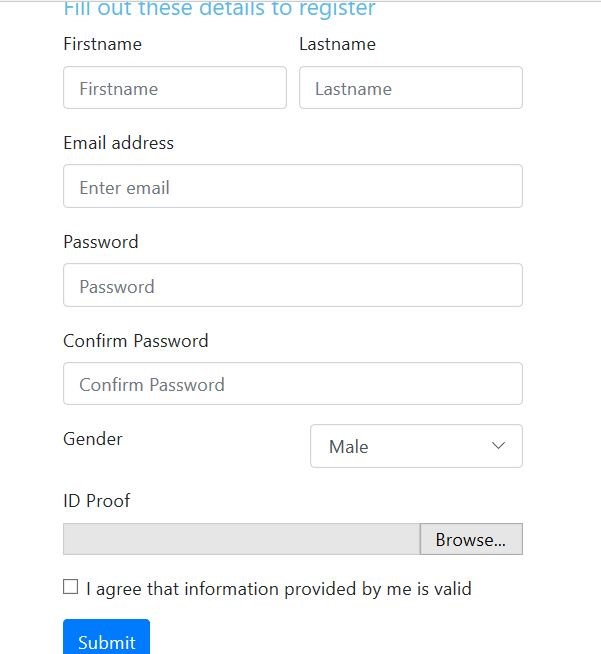 Fill out these details to register
Firstname Lastname
Firstname Lastname
Email address
Enter email
Password
Password
Confirm Password
Confirm Password
Gender Male
ID Proof
Browse...
I agree that information provided by me is valid
Submit